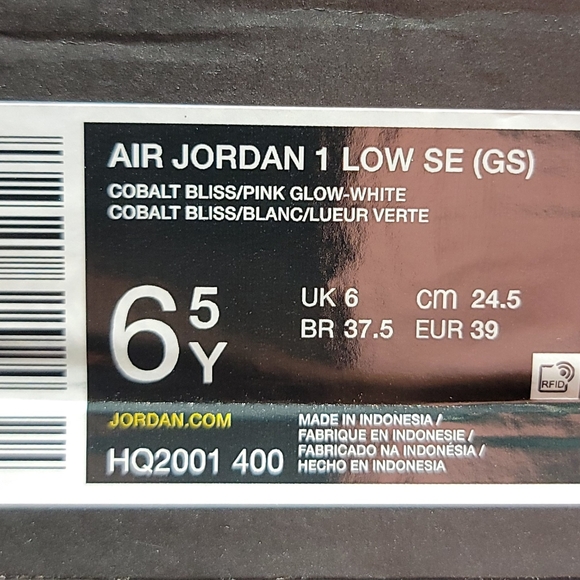 AIR JORDAN 1 LOW SE (GS)
COBALT BLISS/PINK GLOW-WHITE
COBALT BLISS/BLANC/LUEUR VERTE
6 5 Y
UK 6 cm 24.5
BR 37.5 EUR 39
RFID
JORDAN.COM
HQ2001 400
MADE IN INDONESIA /
FABRIQUE EN INDONESIE /
FABRICADO NA INDONÉSIA /
HECHO EN INDONESIA